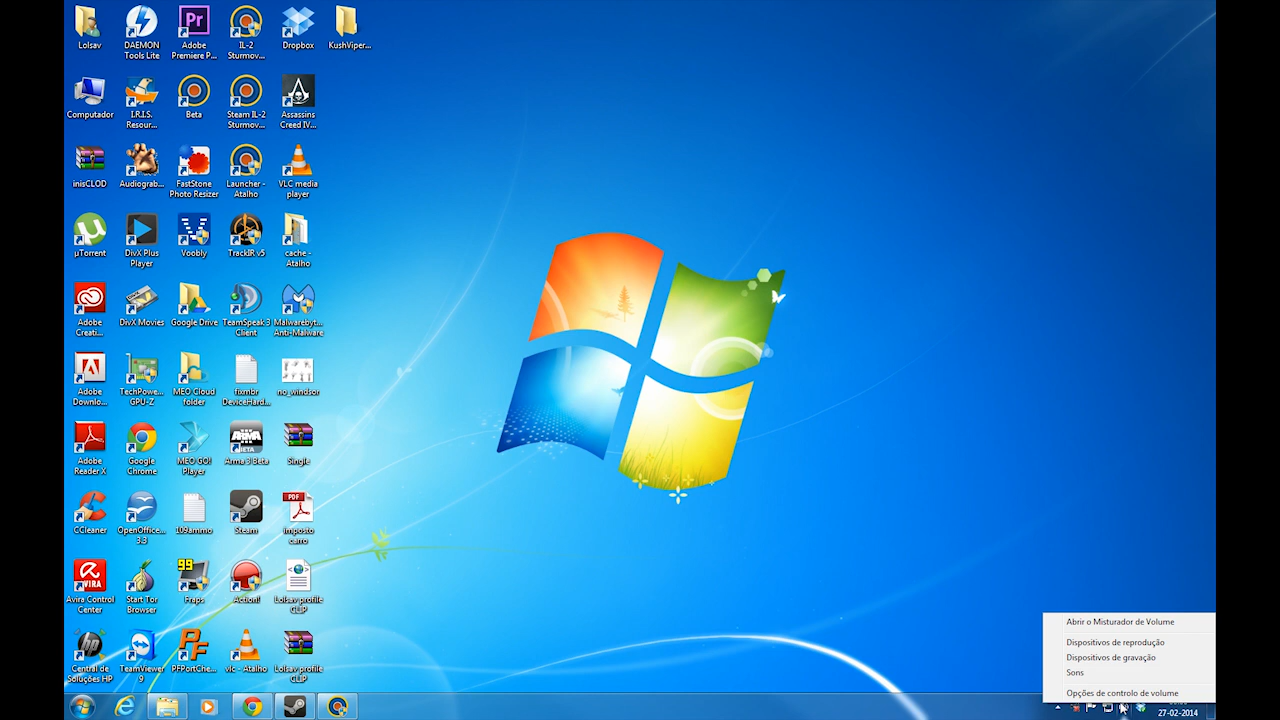 Lolsav
DAEMON
Tools Lite
Adobe
Premiere P...
IL-2
Sturmov...
Dropbox
KushViper...
Computador
I.R.I.S.
Resour...
Beta
Steam IL-2
Sturmov...
Assassins
Creed IV...
inisCLOD
Audiograb...
FastStone
Photo Resizer
Launcher -
Atalho
VLC media
player
µTorrent
DivX Plus
Player
Voobly
TrackIR v5
cache -
Atalho
Adobe
Creati...
DivX Movies
Google Drive
TeamSpeak 3
Client
Malwarebyt...
Anti-Malware
Adobe
Downlo...
TechPowe...
GPU-Z
MEO Cloud
folder
fixmbr
DeviceHard...
no_windsor
Adobe
Reader X
Google
Chrome
MEO GO!
Player
Arma 3 Beta
Single
CCleaner
OpenOffice...
3.3
109ammo
Steam
imposto
carro
Avira Control
Center
Start Tor
Browser
Fraps
Action!
Lolsav profile
CLIP
Central de
Soluções HP
TeamViewer
9
PFPortChe...
vlc - Atalho
Lolsav profile
CLIP
Abrir o Misturador de Volume
Dispositivos de reprodução
Dispositivos de gravação
Sons
Opções de controlo de volume
27-02-2014